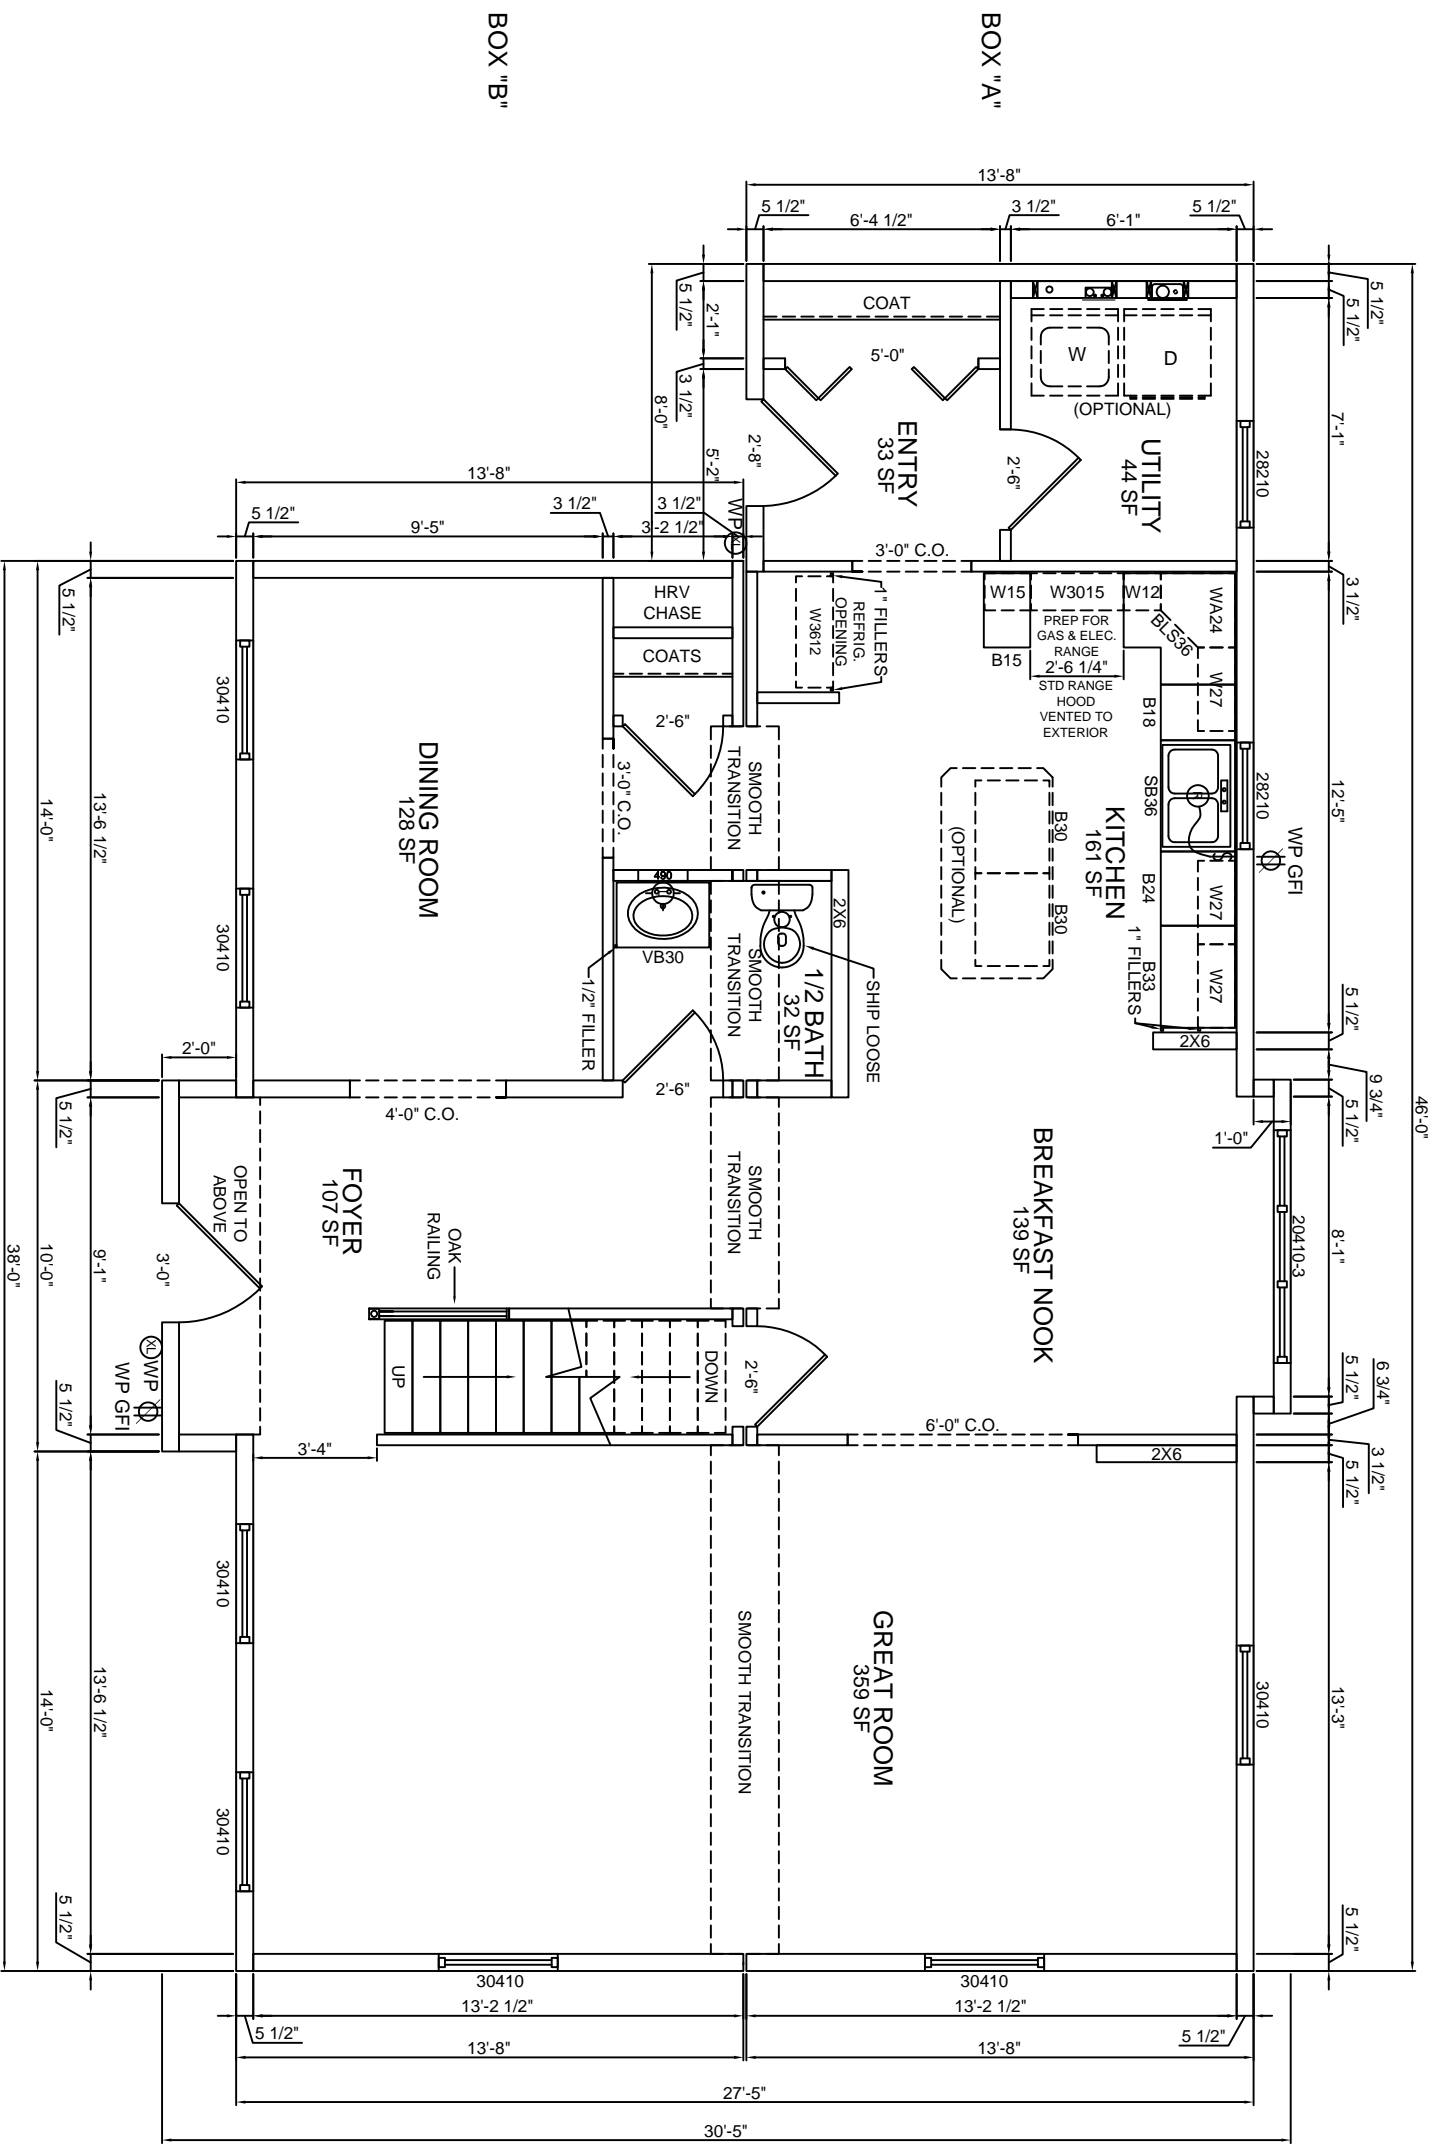 BOX "B"
BOX "A"
13'-8"
5 1/2"
6'-4 1/2"
3 1/2"
6'-1"
5 1/2"
5 1/2"
2'-1"
3 1/2"
8'-0"
5'-2"
5 1/2"
5 1/2"
7'-1"
3 1/2"
12'-5"
5 1/2"
9 3/4"
5 1/2"
46'-0"
1'-0"
8'-1"
5 1/2"
6 3/4"
3 1/2"
5 1/2"
13'-3"
5 1/2"
COAT
5'-0"
W
D
(OPTIONAL)
2'-8"
ENTRY
33 SF
2'-6"
UTILITY
44 SF
28210
3'-0" C.O.
WP
XL
13'-8"
5 1/2"
9'-5"
3 1/2"
3'-2 1/2"
3 1/2"
HRV
CHASE
COATS
2'-6"
3'-0" C.O.
1" FILLERS
REFRIG.
OPENING
W3612
W15
W3015
W12
WA24
BLS36
B15
PREP FOR
GAS & ELEC.
RANGE
2'-6 1/4"
STD RANGE
HOOD
VENTED TO
EXTERIOR
W27
B18
SB36
28210
WP GFI
B24
W27
W27
B33
1" FILLERS
2X6
KITCHEN
161 SF
B30
B30
(OPTIONAL)
SMOOTH
TRANSITION
DINING ROOM
128 SF
30410
30410
490
VB30
1/2" FILLER
SMOOTH
TRANSITION
1/2 BATH
32 SF
2X6
SHIP LOOSE
2'-6"
2'-0"
4'-0" C.O.
SMOOTH
TRANSITION
BREAKFAST NOOK
139 SF
20410-3
FOYER
107 SF
OPEN TO
ABOVE
OAK
RAILING
3'-0"
UP
DOWN
2'-6"
XL
WP
WP GFI
3'-4"
6'-0" C.O.
2X6
GREAT ROOM
359 SF
SMOOTH TRANSITION
30410
30410
30410
30410
30410
5 1/2"
13'-6 1/2"
14'-0"
5 1/2"
9'-1"
10'-0"
38'-0"
5 1/2"
13'-6 1/2"
14'-0"
5 1/2"
13'-2 1/2"
13'-2 1/2"
5 1/2"
5 1/2"
13'-8"
13'-8"
27'-5"
30'-5"